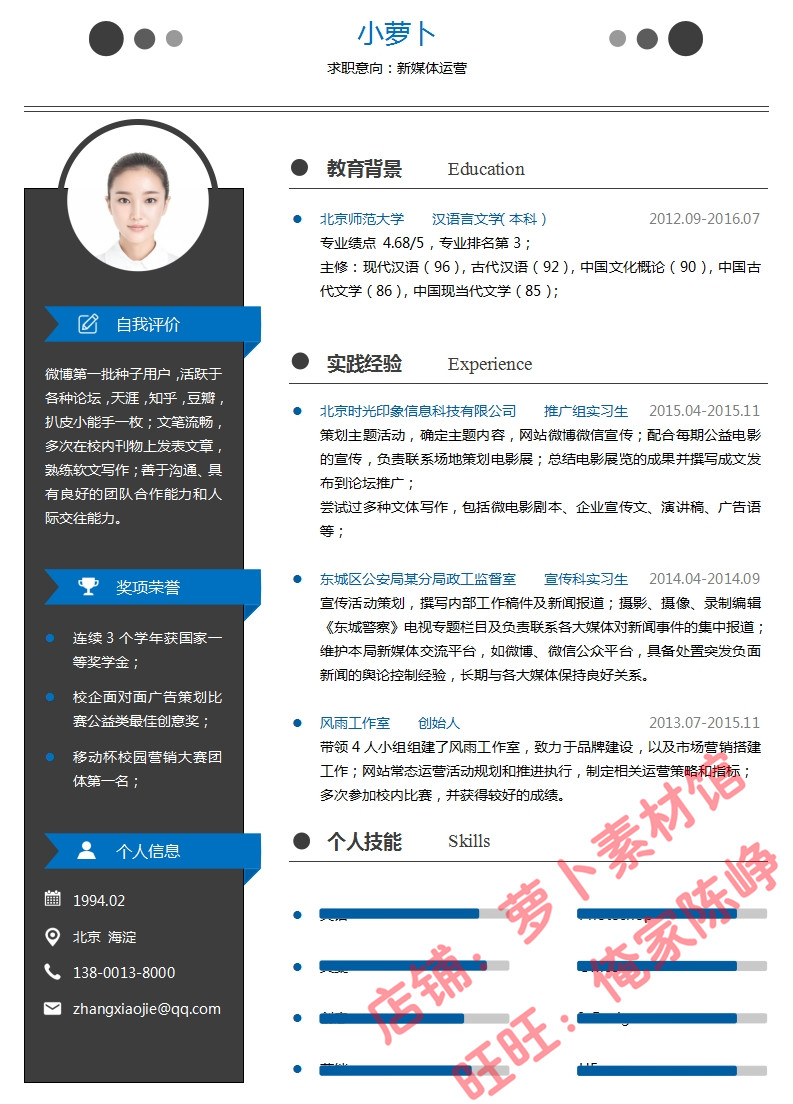 小萝卜
求职意向：新媒体运营
自我评价
微博第一批种子用户，活跃于
各种论坛，天涯，知乎，豆瓣，
扒皮小能手一枚；文笔流畅，
多次在校内刊物上发表文章，
熟练软文写作；善于沟通、具
有良好的团队合作能力和人
际交往能力。
奖项荣誉
连续 3 个学年获国家一
等奖学金；
校企面对面广告策划比
赛公益类最佳创意奖；
移动杯校园营销大赛团
体第一名；
个人信息
1994.02
北京 海淀
138-0013-8000
zhangxiaojie@qq.com
教育背景 Education
北京师范大学 汉语言文学（本科） 2012.09-2016.07
专业绩点 4.68/5，专业排名第 3；
主修：现代汉语（96），古代汉语（92），中国文化概论（90），中国古
代文学（86），中国现当代文学（85）；
实践经验 Experience
北京时光印象信息科技有限公司 推广组实习生 2015.04-2015.11
策划主题活动，确定主题内容，网站微博微信宣传；配合每期公益电影
的宣传，负责联系场地策划电影展；总结电影展览的成果并撰写成文发
布到论坛推广；
尝试过多种文体写作，包括微电影剧本、企业宣传文、演讲稿、广告语
等；
东城区公安局某分局政工监督室 宣传科实习生 2014.04-2014.09
宣传活动策划，撰写内部工作稿件及新闻报道；摄影、摄像、录制编辑
《东城警察》电视专题栏目及负责联系各大媒体对新闻事件的集中报道；
维护本局新媒体交流平台，如微博、微信公众平台，具备处置突发负面
新闻的舆论控制经验，长期与各大媒体保持良好关系。
风雨工作室 创始人 2013.07-2015.11
带领 4 人小组组建了风雨工作室，致力于品牌建设，以及市场营销搭建
工作；网站常态运营活动规划和推进执行，制定相关运营策略和指标；
多次参加校内比赛，并获得较好的成绩。
个人技能 Skills
店铺：萝卜素材馆
旺旺：俺家陈峥